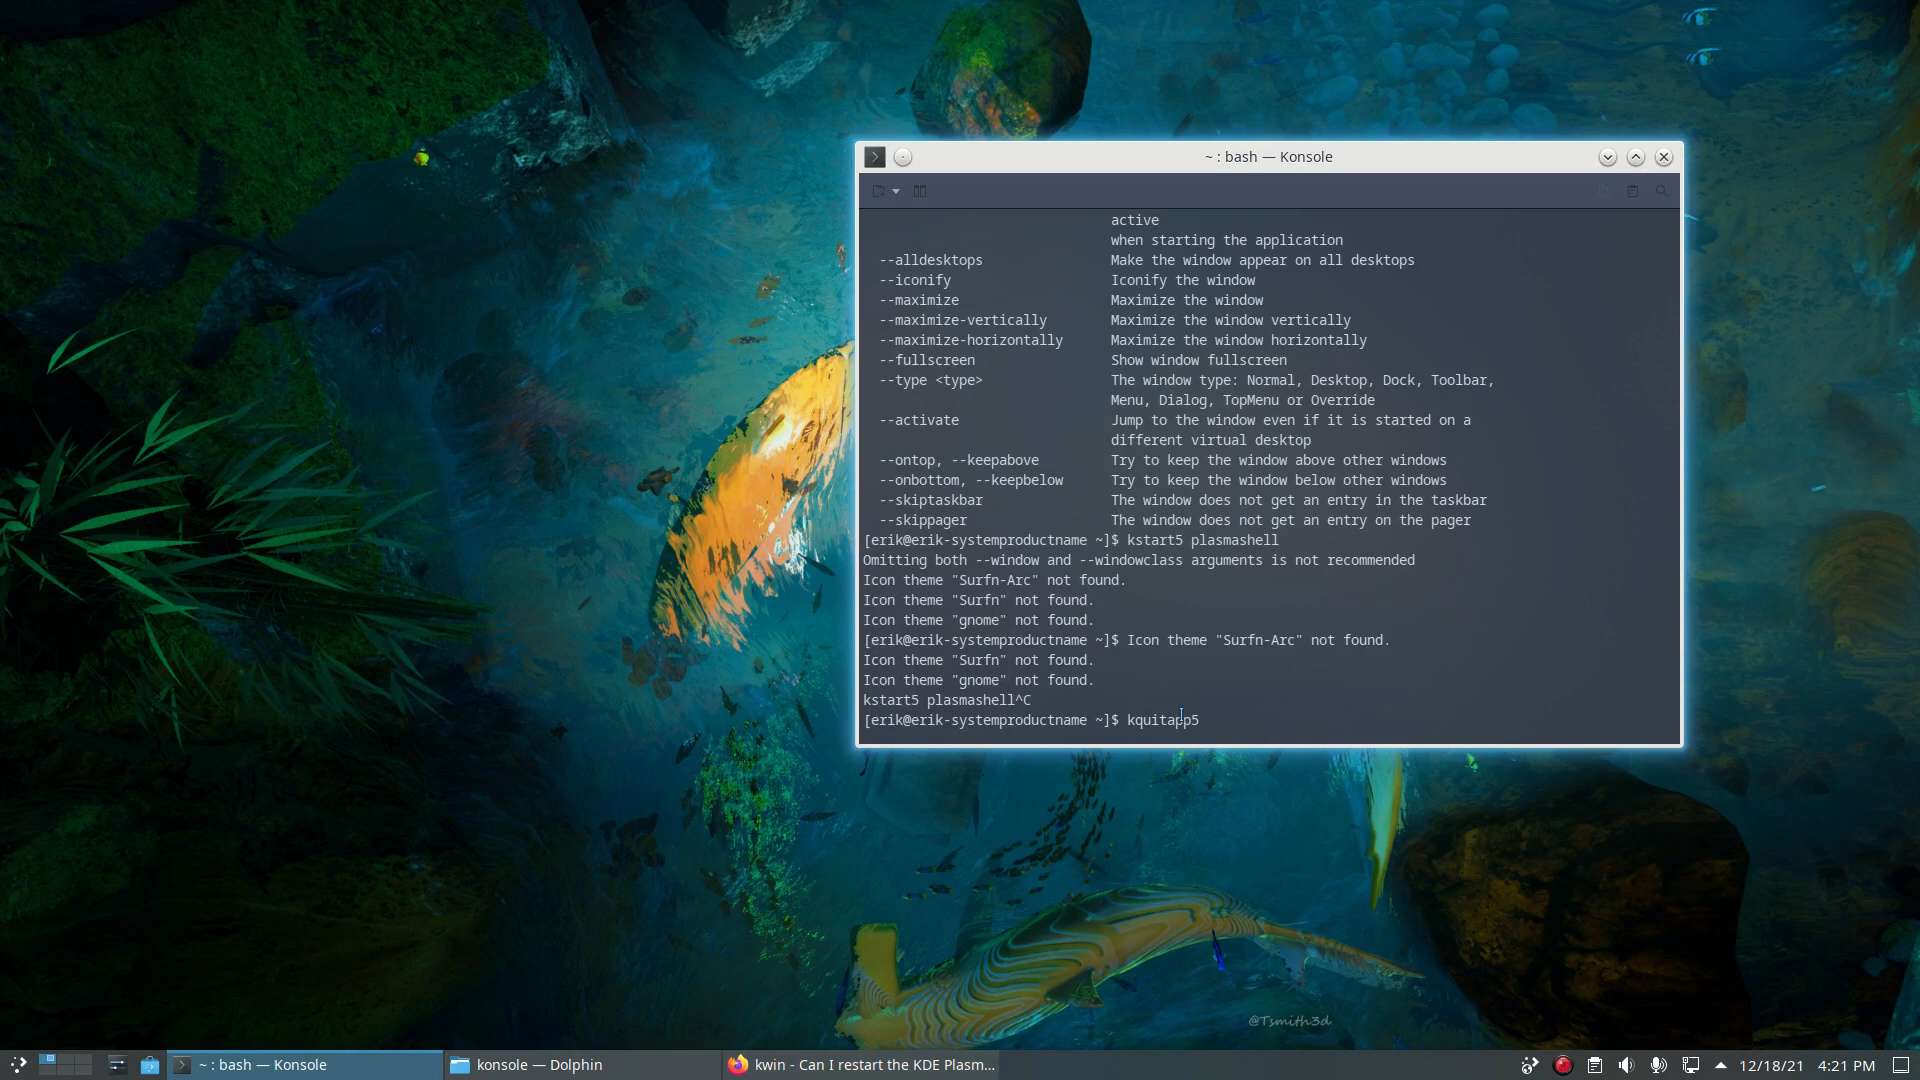 ~ : bash — Konsole
active
when starting the application
--alldesktops Make the window appear on all desktops
--iconify Iconify the window
--maximize Maximize the window
--maximize-vertically Maximize the window vertically
--maximize-horizontally Maximize the window horizontally
--fullscreen Show window fullscreen
--type <type> The window type: Normal, Desktop, Dock, Toolbar,
Menu, Dialog, TopMenu or Override
--activate Jump to the window even if it is started on a
different virtual desktop
--ontop, --keepabove Try to keep the window above other windows
--onbottom, --keepbelow Try to keep the window below other windows
--skiptaskbar The window does not get an entry in the taskbar
--skippager The window does not get an entry on the pager
[erik@erik-systemproductname ~]$ kstart5 plasmashell
Omitting both --window and --windowclass arguments is not recommended
Icon theme "Surfn-Arc" not found.
Icon theme "Surfn" not found.
Icon theme "gnome" not found.
[erik@erik-systemproductname ~]$ Icon theme "Surfn-Arc" not found.
Icon theme "Surfn" not found.
Icon theme "gnome" not found.
kstart5 plasmashell^C
[erik@erik-systemproductname ~]$ kquitapp5
@Tsmith3d
~ : bash — Konsole
konsole — Dolphin
kwin - Can I restart the KDE Plasm...
12/18/21 4:21 PM